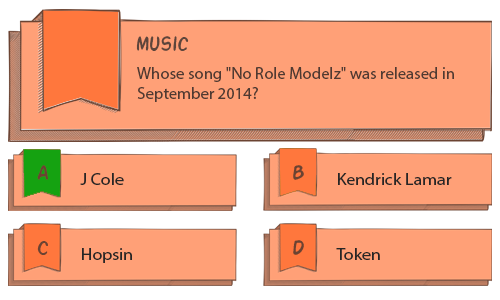 MUSIC
Whose song "No Role Modelz" was released in
September 2014?
A J Cole
B Kendrick Lamar
C Hopsin
D Token